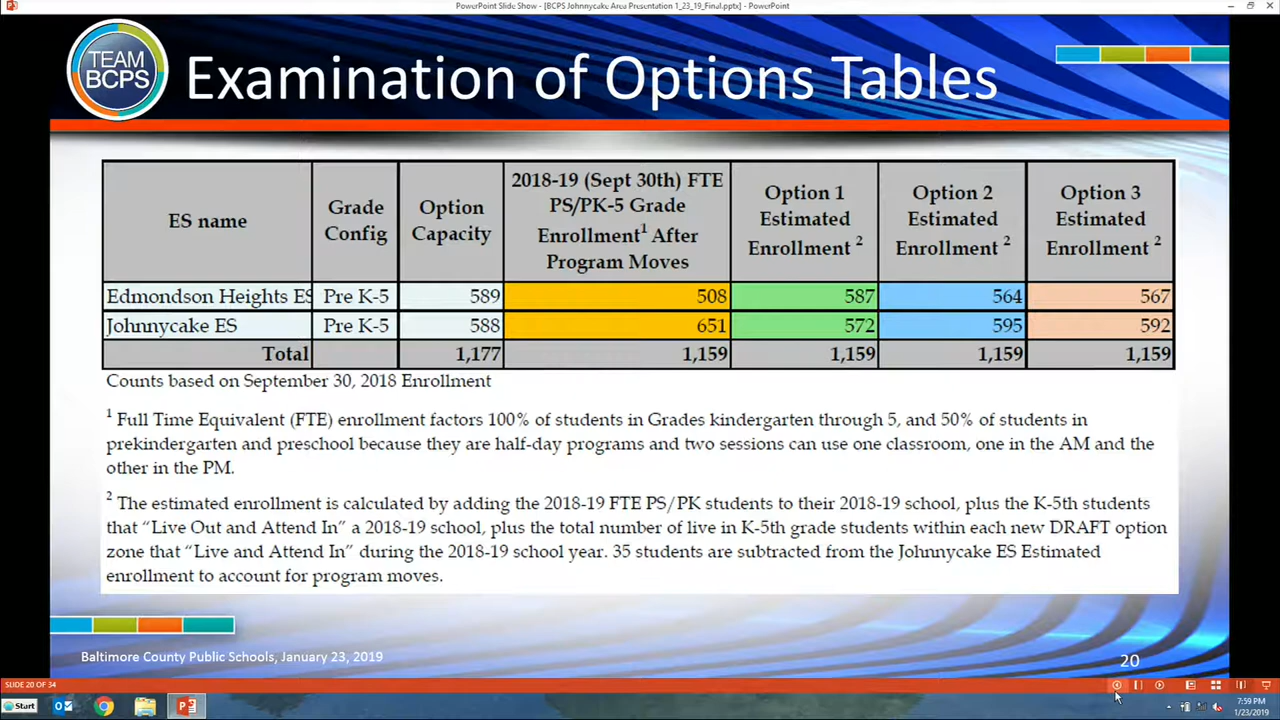 PowerPoint Slide Show - [BCPS Johnnycake Area Presentation 1_23_19_Final.pptx] - PowerPoint
TEAM
BCPS
Examination of Options Tables
ES name
Grade
Config
Option
Capacity
2018-19 (Sept 30th) FTE
PS/PK-5 Grade
Enrollment1 After
Program Moves
Option 1
Estimated
Enrollment 2
Option 2
Estimated
Enrollment 2
Option 3
Estimated
Enrollment 2
Edmondson Heights ES Pre K-5 589 508 587 564 567
Johnnycake ES Pre K-5 588 651 572 595 592
Total 1,177 1,159 1,159 1,159 1,159
Counts based on September 30, 2018 Enrollment
1 Full Time Equivalent (FTE) enrollment factors 100% of students in Grades kindergarten through 5, and 50% of students in
prekindergarten and preschool because they are half-day programs and two sessions can use one classroom, one in the AM and the
other in the PM.
2 The estimated enrollment is calculated by adding the 2018-19 FTE PS/PK students to their 2018-19 school, plus the K-5th students
that “Live Out and Attend In” a 2018-19 school, plus the total number of live in K-5th grade students within each new DRAFT option
zone that “Live and Attend In” during the 2018-19 school year. 35 students are subtracted from the Johnnycake ES Estimated
enrollment to account for program moves.
Baltimore County Public Schools, January 23, 2019
20
SLIDE 20 OF 34
Start
7:59 PM
1/23/2019